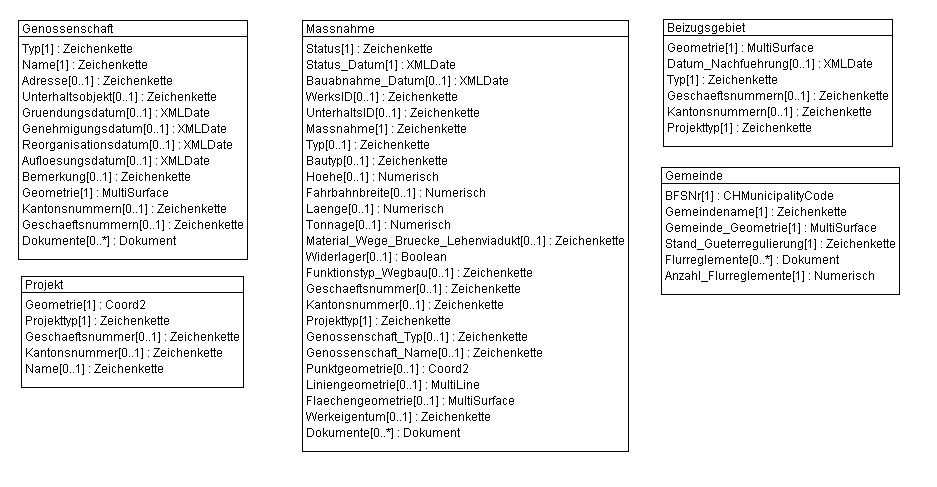 Genossenschaft
Typ[1] : Zeichenkette
Name[1] : Zeichenkette
Adresse[0..1] : Zeichenkette
Unterhaltsobjekt[0..1] : Zeichenkette
Gruendungsdatum[0..1] : XMLDate
Genehmigungsdatum[0..1] : XMLDate
Reorganisationsdatum[0..1] : XMLDate
Aufloesungsdatum[0..1] : XMLDate
Bemerkung[0..1] : Zeichenkette
Geometrie[1] : MultiSurface
Kantonsnummern[0..1] : Zeichenkette
Geschaeftsnummern[0..1] : Zeichenkette
Dokumente[0..*] : Dokument
Projekt
Geometrie[1] : Coord2
Projekttyp[1] : Zeichenkette
Geschaeftsnummer[0..1] : Zeichenkette
Kantonsnummer[0..1] : Zeichenkette
Name[0..1] : Zeichenkette
Massnahme
Status[1] : Zeichenkette
Status_Datum[1] : XMLDate
Bauabnahme_Datum[0..1] : XMLDate
WerksID[0..1] : Zeichenkette
UnterhaltsID[0..1] : Zeichenkette
Massnahme[1] : Zeichenkette
Typ[0..1] : Zeichenkette
Bautyp[0..1] : Zeichenkette
Hoehe[0..1] : Numerisch
Fahrbahnbreite[0..1] : Numerisch
Laenge[0..1] : Numerisch
Tonnage[0..1] : Numerisch
Material_Wege_Bruecke_Lehenviadukt[0..1] : Zeichenkette
Widerlager[0..1] : Boolean
Funktionstyp_Wegbau[0..1] : Zeichenkette
Geschaeftsnummer[0..1] : Zeichenkette
Kantonsnummer[0..1] : Zeichenkette
Projekttyp[1] : Zeichenkette
Genossenschaft_Typ[0..1] : Zeichenkette
Genossenschaft_Name[0..1] : Zeichenkette
Punktgeometrie[0..1] : Coord2
Liniengeometrie[0..1] : MultiLine
Flaechengeometrie[0..1] : MultiSurface
Werkeigentum[0..1] : Zeichenkette
Dokumente[0..*] : Dokument
Beizugsgebiet
Geometrie[1] : MultiSurface
Datum_Nachfuehrung[0..1] : XMLDate
Typ[1] : Zeichenkette
Geschaeftsnummern[0..1] : Zeichenkette
Kantonsnummern[0..1] : Zeichenkette
Projekttyp[1] : Zeichenkette
Gemeinde
BFSNr[1] : CHMunicipalityCode
Gemeindename[1] : Zeichenkette
Gemeinde_Geometrie[1] : MultiSurface
Stand_Gueterregulierung[1] : Zeichenkette
Flurreglemente[0..*] : Dokument
Anzahl_Flurreglemente[1] : Numerisch